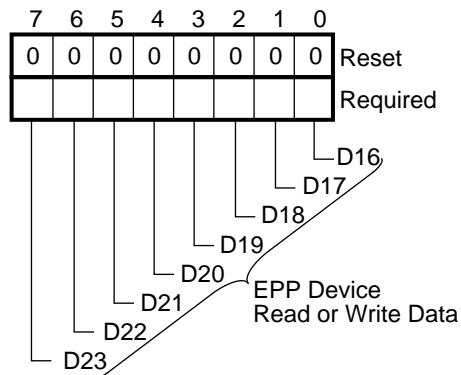 7 6 5 4 3 2 1 0
0 0 0 0 0 0 0 0 Reset
Required
D16
D17
D18
D19
D20
EPP Device
D21
Read or Write Data
D22
D23